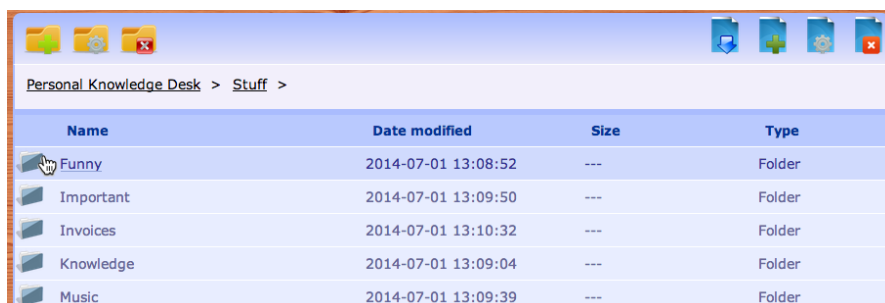 Personal Knowledge Desk > Stuff >
Name Date modified Size Type
Funny 2014-07-01 13:08:52 --- Folder
Important 2014-07-01 13:09:50 --- Folder
Invoices 2014-07-01 13:10:32 --- Folder
Knowledge 2014-07-01 13:09:04 --- Folder
Music 2014-07-01 13:09:39 --- Folder